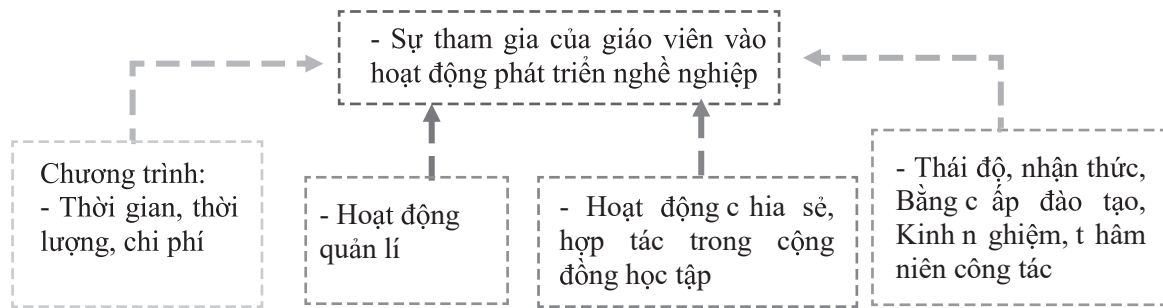 - Sự tham gia của giáo viên vào
hoạt động phát triển nghề nghiệp
Chương trình:
- Thời gian, thời
lượng, chi phí
- Hoạt động
quản lí
- Hoạt động c hia sẻ,
hợp tác trong cộng
đồng học tập
- Thái độ, nhận thức,
Bằng c ấp đào tạo,
Kinh n ghiệm, t hâm
niên công tác